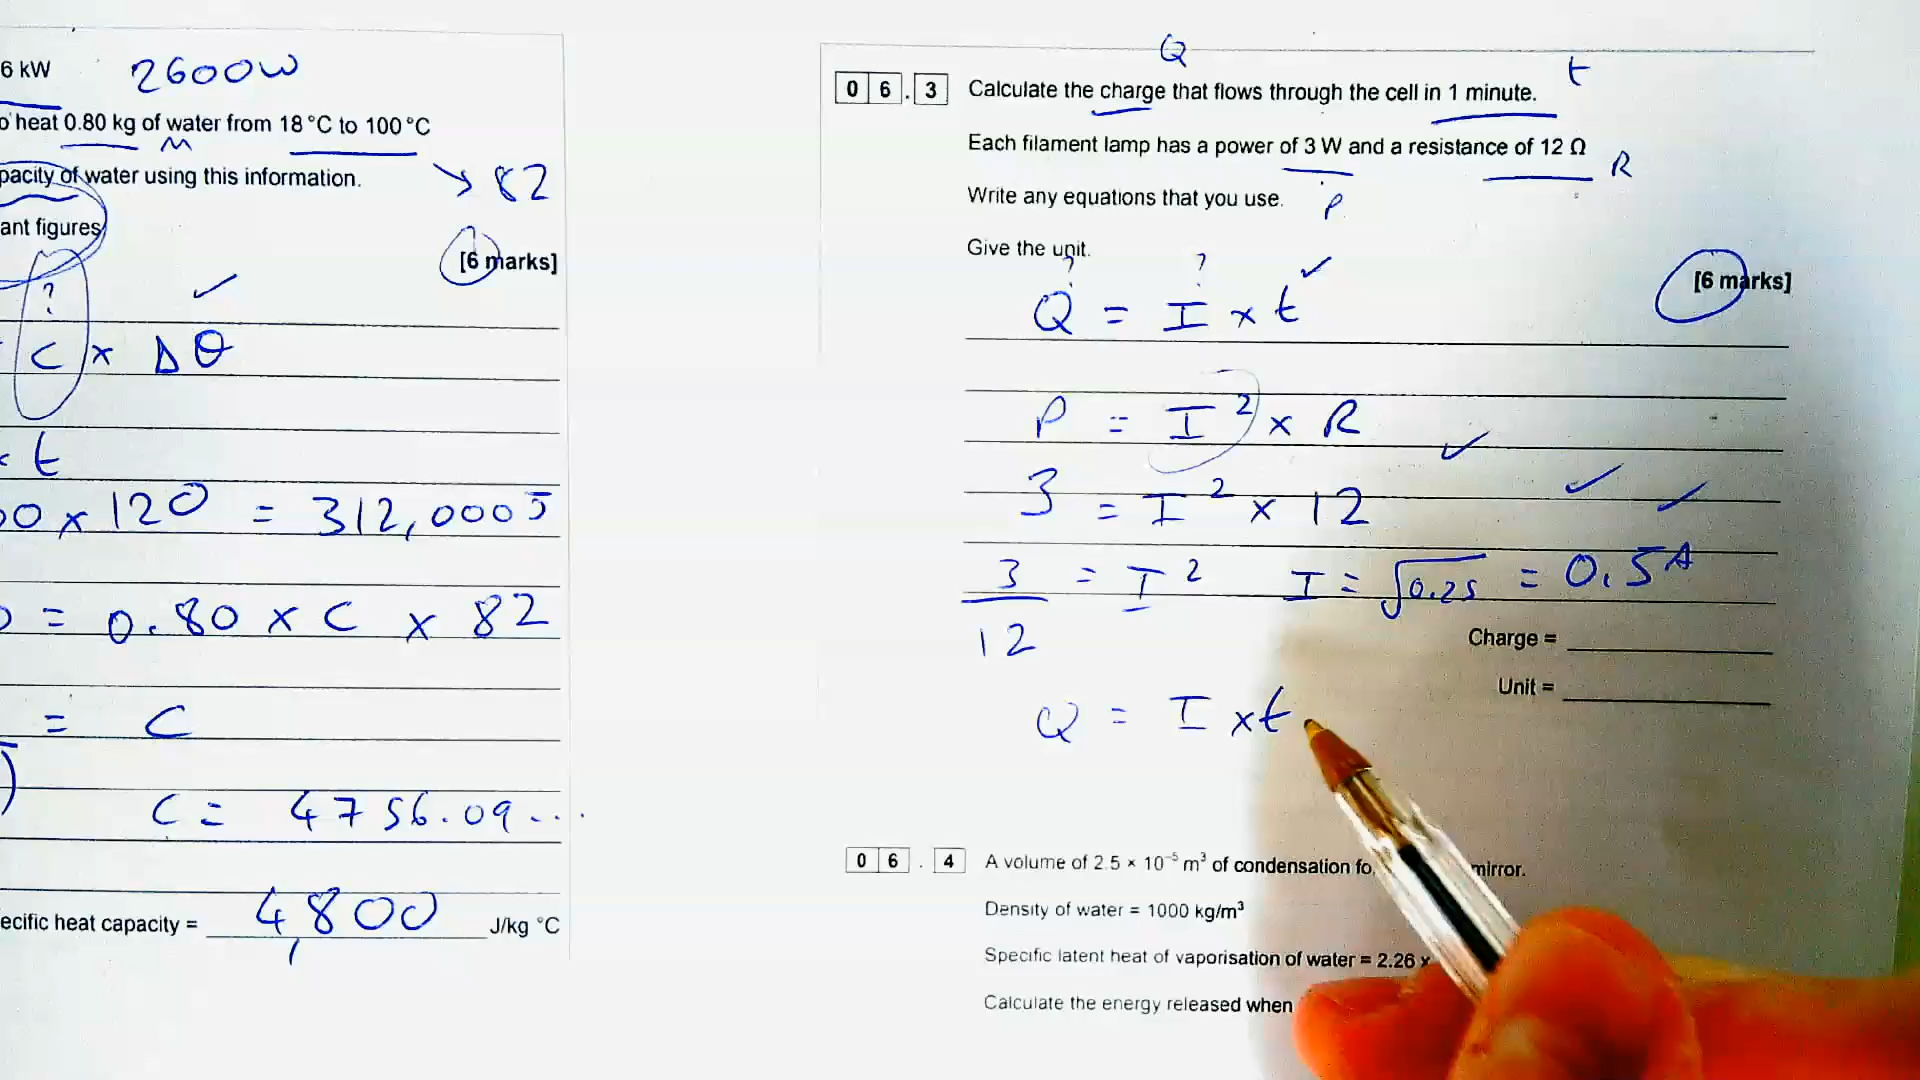 6 kW 2600W
o heat 0.80 kg of water from 18 °C to 100 °C
M
pacity of water using this information. → 82
ant figures
[6 marks]
? ✓
C x Δθ
x t
00 x 120 = 312,000J
= 0.80 x C x 82
= C
C = 4756.09...
ecific heat capacity = 4,800 J/kg °C
Q t
06.3 Calculate the charge that flows through the cell in 1 minute.
Each filament lamp has a power of 3 W and a resistance of 12 Ω R
Write any equations that you use. P
Give the unit.
[6 marks]
? ? ✓
Q = I x t
P = I² x R ✓
3 = I² x 12 ✓ ✓
3/12 = I² I = √0.25 = 0.5A
Charge =
Unit =
Q = I x t
06.4 A volume of 2.5 × 10⁻⁵ m³ of condensation fo mirror.
Density of water = 1000 kg/m³
Specific latent heat of vaporisation of water = 2.26 ×
Calculate the energy released when